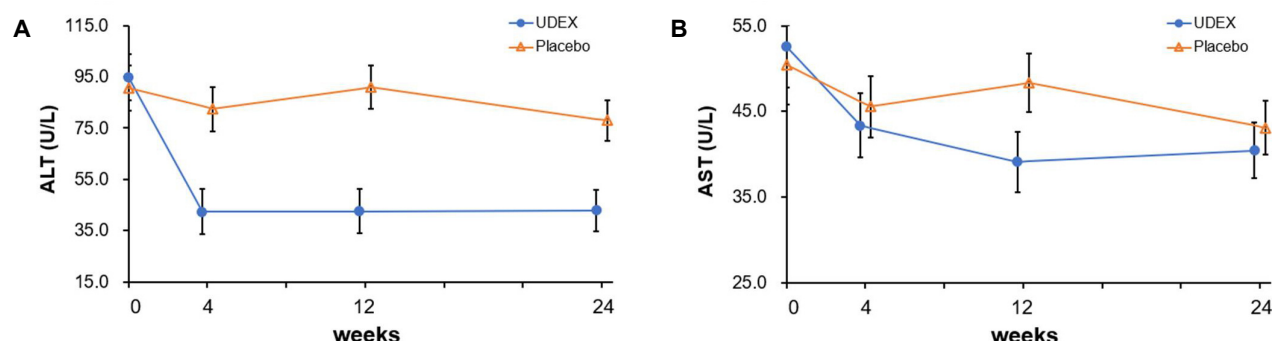 A
UDEX
Placebo
ALT (U/L)
115.0
95.0
75.0
55.0
35.0
15.0
0 4 12 24
weeks
B
UDEX
Placebo
AST (U/L)
55.0
45.0
35.0
25.0
0 4 12 24
weeks